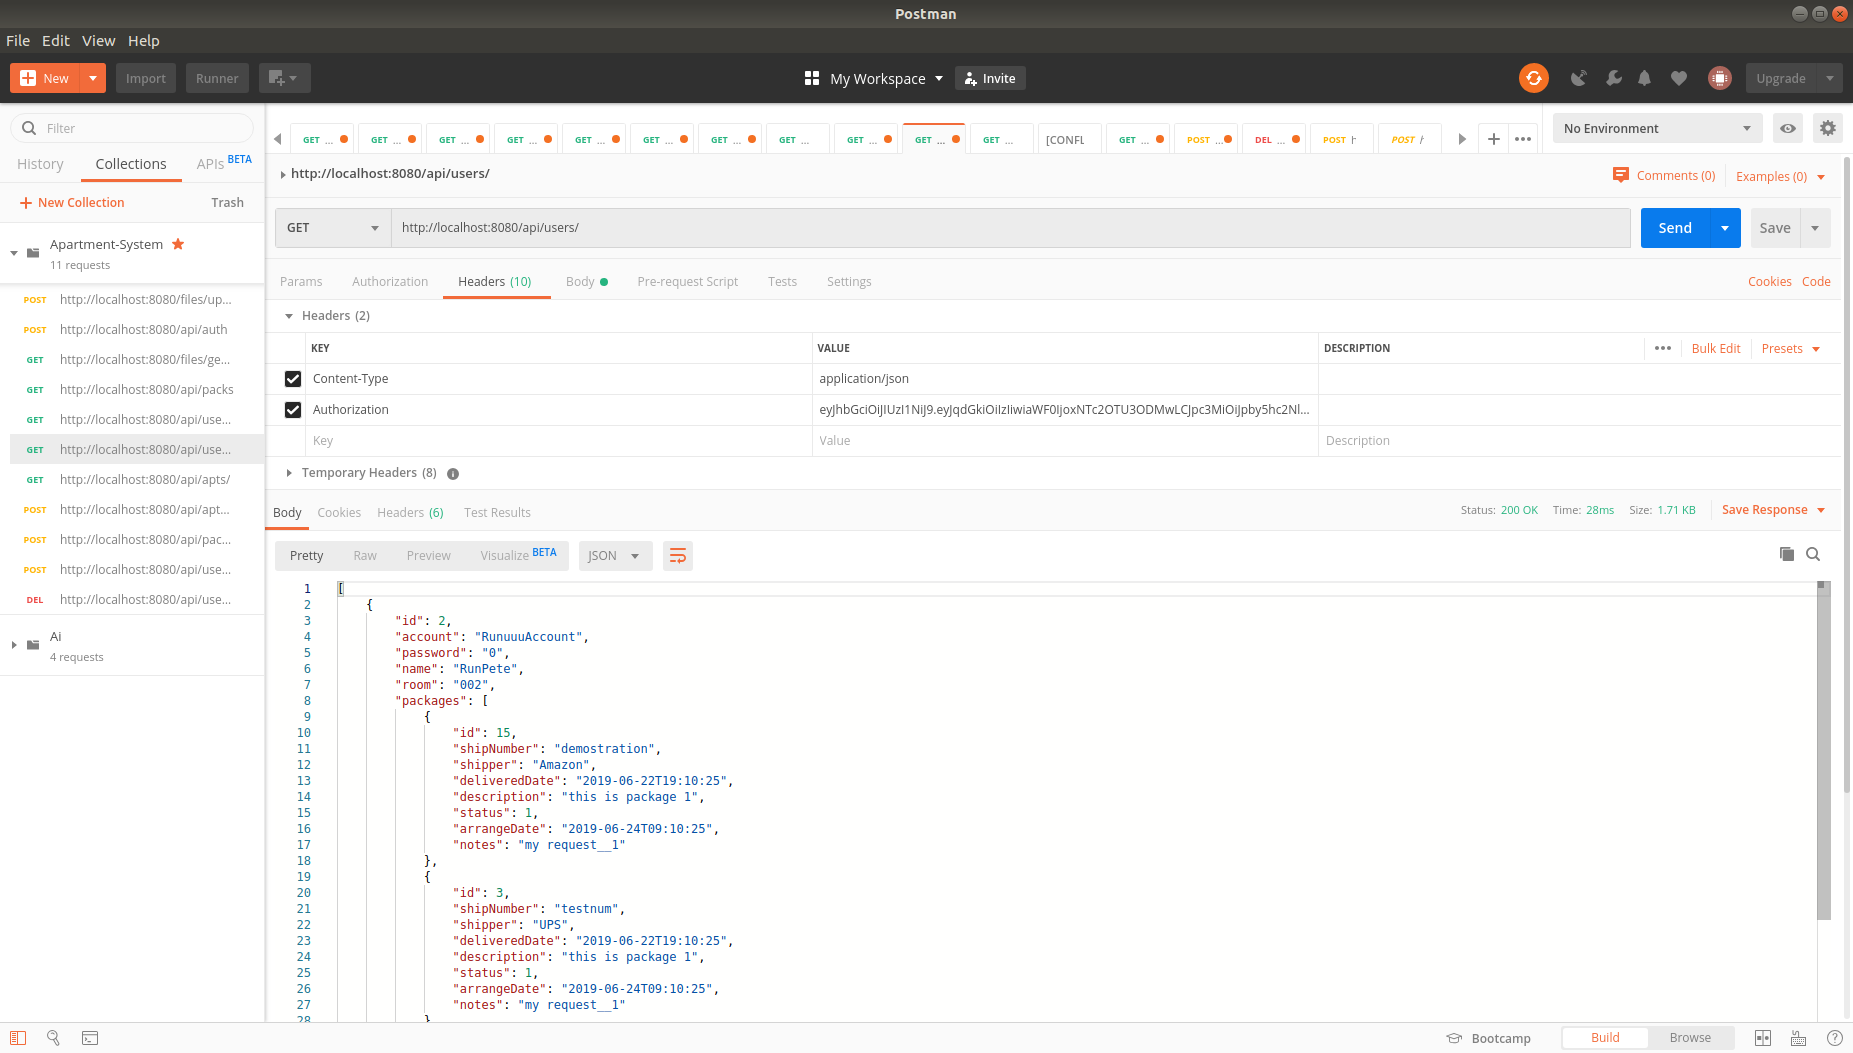 Postman
File Edit View Help
New Import Runner My Workspace Invite Upgrade
Filter
History Collections APIs BETA
New Collection Trash
Apartment-System
11 requests
POST http://localhost:8080/files/up...
POST http://localhost:8080/api/auth
GET http://localhost:8080/files/ge...
GET http://localhost:8080/api/packs
GET http://localhost:8080/api/use...
GET http://localhost:8080/api/use...
GET http://localhost:8080/api/apts/
POST http://localhost:8080/api/apt...
POST http://localhost:8080/api/pac...
POST http://localhost:8080/api/use...
DEL http://localhost:8080/api/use...
Ai
4 requests
GET ... GET ... GET ... GET ... GET ... GET ... GET ... GET ... GET ... GET ... GET ... [CONFL GET ... POST ... DEL ... POST POST
No Environment
http://localhost:8080/api/users/ Comments (0) Examples (0)
GET http://localhost:8080/api/users/ Send Save
Params Authorization Headers (10) Body Pre-request Script Tests Settings Cookies Code
Headers (2)
KEY VALUE DESCRIPTION ••• Bulk Edit Presets
Content-Type application/json
Authorization eyJhbGciOiJIUzI1NiJ9.eyJqdGkiOiIzIiwiaWF0IjoxNTc2OTU3ODMwLCJpc3MiOiJpby5hc2Nl...
Key Value Description
Temporary Headers (8)
Body Cookies Headers (6) Test Results Status: 200 OK Time: 28ms Size: 1.71 KB Save Response
Pretty Raw Preview Visualize BETA JSON
1 [
2 {
3 "id": 2,
4 "account": "RunuuuAccount",
5 "password": "0",
6 "name": "RunPete",
7 "room": "002",
8 "packages": [
9 {
10 "id": 15,
11 "shipNumber": "demostration",
12 "shipper": "Amazon",
13 "deliveredDate": "2019-06-22T19:10:25",
14 "description": "this is package 1",
15 "status": 1,
16 "arrangeDate": "2019-06-24T09:10:25",
17 "notes": "my request__1"
18 },
19 {
20 "id": 3,
21 "shipNumber": "testnum",
22 "shipper": "UPS",
23 "deliveredDate": "2019-06-22T19:10:25",
24 "description": "this is package 1",
25 "status": 1,
26 "arrangeDate": "2019-06-24T09:10:25",
27 "notes": "my request__1"
28 }
Bootcamp Build Browse